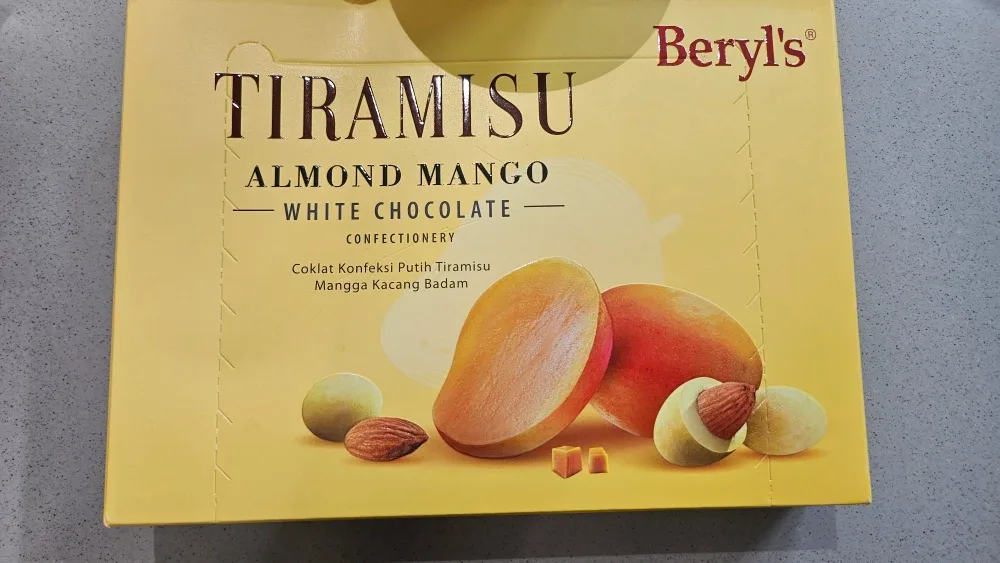 Beryl's®
TIRAMISU
ALMOND MANGO
WHITE CHOCOLATE
CONFECTIONERY
Coklat Konfeksi Putih Tiramisu
Mangga Kacang Badam